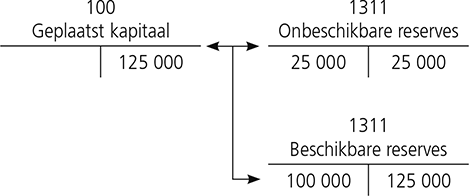 100
Geplaatst kapitaal
125 000
1311
Onbeschikbare reserves
25 000 25 000
1311
Beschikbare reserves
100 000 125 000